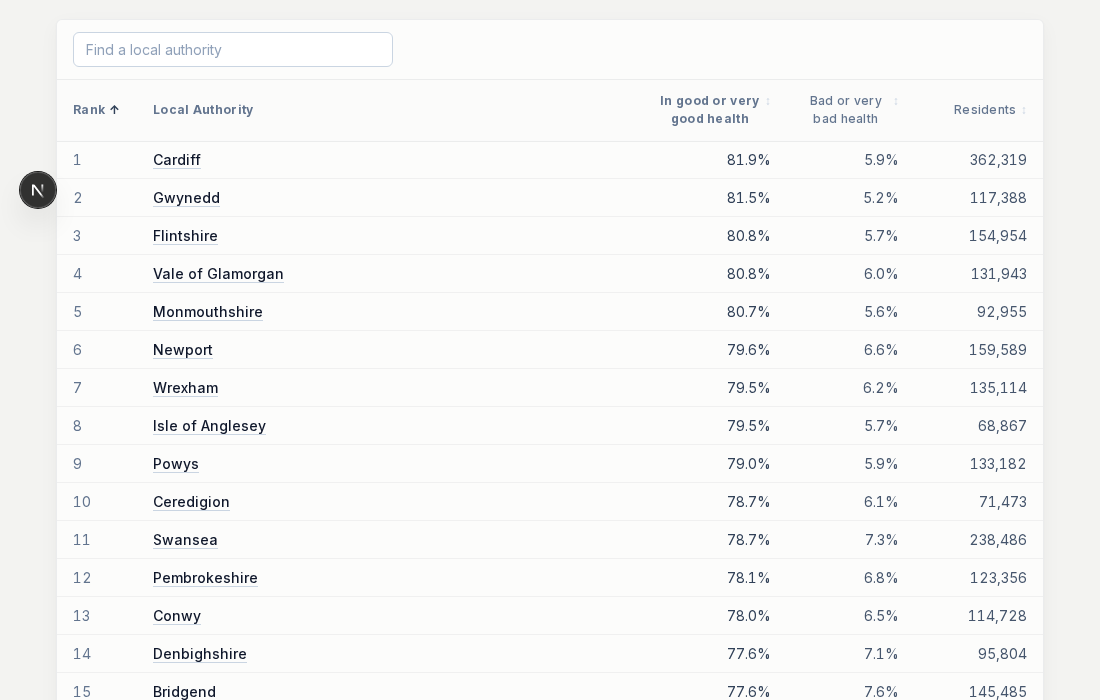 Find a local authority
Rank ↑ Local Authority In good or very good health ↕ Bad or very bad health ↕ Residents ↕
1 Cardiff 81.9% 5.9% 362,319
N
2 Gwynedd 81.5% 5.2% 117,388
3 Flintshire 80.8% 5.7% 154,954
4 Vale of Glamorgan 80.8% 6.0% 131,943
5 Monmouthshire 80.7% 5.6% 92,955
6 Newport 79.6% 6.6% 159,589
7 Wrexham 79.5% 6.2% 135,114
8 Isle of Anglesey 79.5% 5.7% 68,867
9 Powys 79.0% 5.9% 133,182
10 Ceredigion 78.7% 6.1% 71,473
11 Swansea 78.7% 7.3% 238,486
12 Pembrokeshire 78.1% 6.8% 123,356
13 Conwy 78.0% 6.5% 114,728
14 Denbighshire 77.6% 7.1% 95,804
15 Bridgend 77.6% 7.6% 145,485